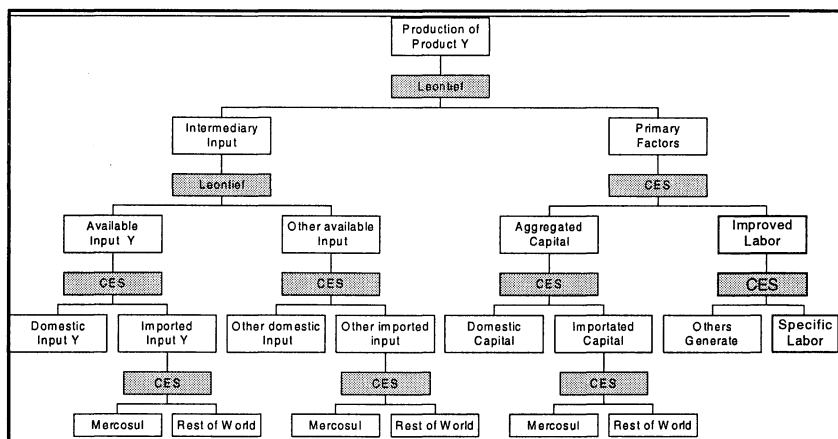 Production of
Product Y
Leontief
Intermediary
Input
Primary
Factors
Leontief
CES
Available
Input Y
Other available
Input
Aggregated
Capital
Improved
Labor
CES
CES
CES
CES
Domestic
Input Y
Imported
Input Y
Other domestic
Input
Other imported
input
Domestic
Capital
Importated
Capital
Others
Generate
Specific
Labor
CES
CES
CES
Mercosul
Rest of World
Mercosul
Rest of World
Mercosul
Rest of World